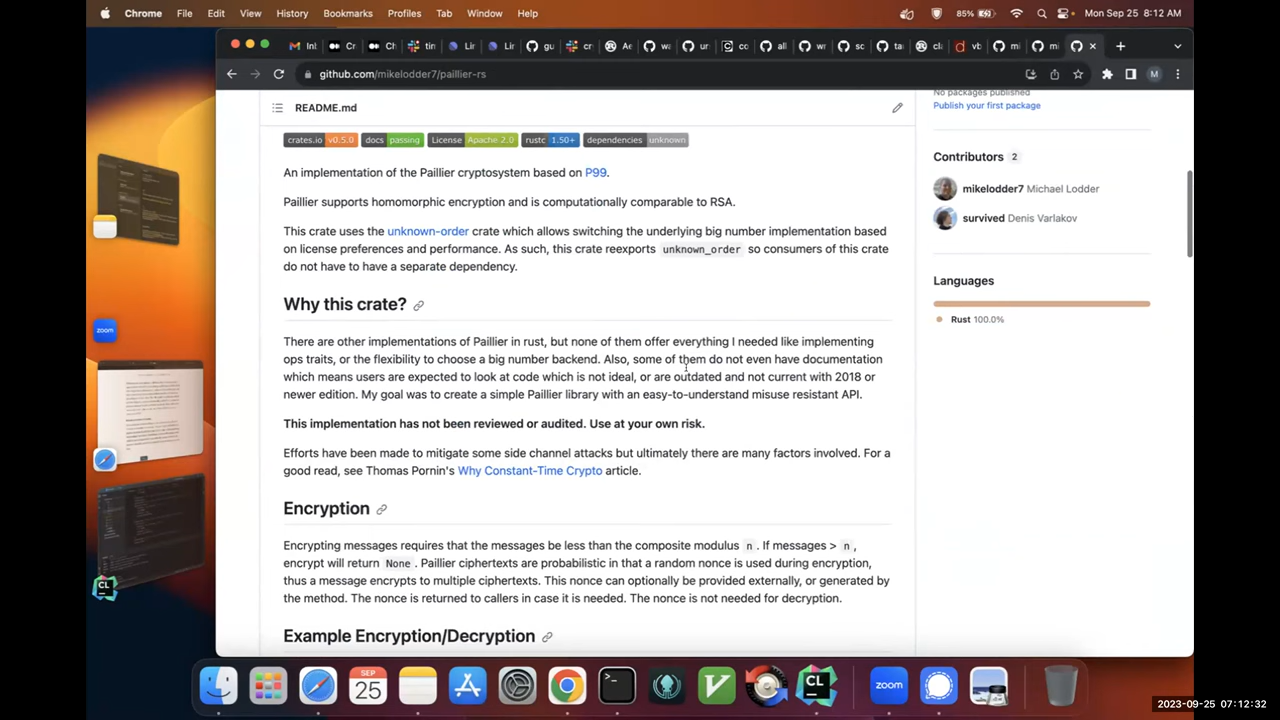 Chrome File Edit View History Bookmarks Profiles Tab Window Help 85% Mon Sep 25 8:12 AM
github.com/mikelodder7/paillier-rs
M
README.md
crates.io v0.5.0 docs passing License Apache 2.0 rustc 1.50+ dependencies unknown
An implementation of the Paillier cryptosystem based on P99.
Paillier supports homomorphic encryption and is computationally comparable to RSA.
This crate uses the unknown-order crate which allows switching the underlying big number implementation based
on license preferences and performance. As such, this crate reexports unknown_order so consumers of this crate
do not have to have a separate dependency.
Why this crate?
There are other implementations of Paillier in rust, but none of them offer everything I needed like implementing
ops traits, or the flexibility to choose a big number backend. Also, some of them do not even have documentation
which means users are expected to look at code which is not ideal, or are outdated and not current with 2018 or
newer edition. My goal was to create a simple Paillier library with an easy-to-understand misuse resistant API.
This implementation has not been reviewed or audited. Use at your own risk.
Efforts have been made to mitigate some side channel attacks but ultimately there are many factors involved. For a
good read, see Thomas Pornin's Why Constant-Time Crypto article.
Encryption
Encrypting messages requires that the messages be less than the composite modulus n . If messages > n ,
encrypt will return None . Paillier ciphertexts are probabilistic in that a random nonce is used during encryption,
thus a message encrypts to multiple ciphertexts. This nonce can optionally be provided externally, or generated by
the method. The nonce is returned to callers in case it is needed. The nonce is not needed for decryption.
Example Encryption/Decryption
No packages published
Publish your first package
Contributors 2
mikelodder7 Michael Lodder
survived Denis Varlakov
Languages
Rust 100.0%
zoom
CL
SEP
25
>_
CL
zoom
2023-09-25 07:12:32